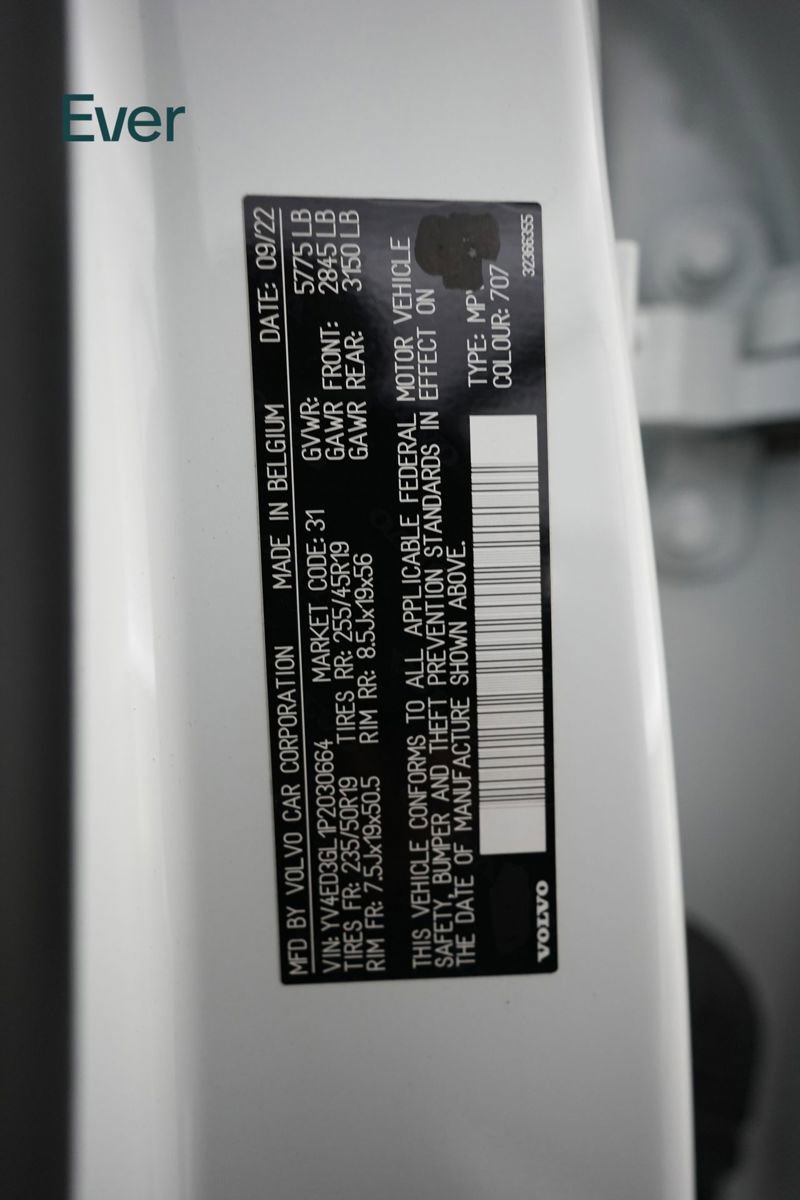 Ever
MFD BY VOLVO CAR CORPORATION MADE IN BELGIUM DATE: 09/22
VIN: YV4ED3GL1P2030664 MARKET CODE: 31 GVWR: 5775 LB
TIRES FR: 235/50R19 TIRES RR: 255/45R19 GAWR FRONT: 2845 LB
RIM FR: 7.5Jx19x50.5 RIM RR: 8.5Jx19x56 GAWR REAR: 3150 LB
THIS VEHICLE CONFORMS TO ALL APPLICABLE FEDERAL MOTOR VEHICLE
SAFETY, BUMPER AND THEFT PREVENTION STANDARDS IN EFFECT ON
THE DATE OF MANUFACTURE SHOWN ABOVE.
TYPE:
COLOUR: 707
VOLVO
32366355